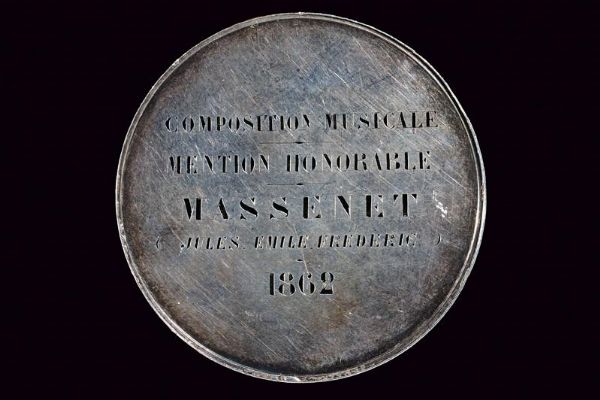 COMPOSITION MUSICALE
MENTION HONORABLE
MASSENET
( JULES, EMILE, FREDERIC. )
1862